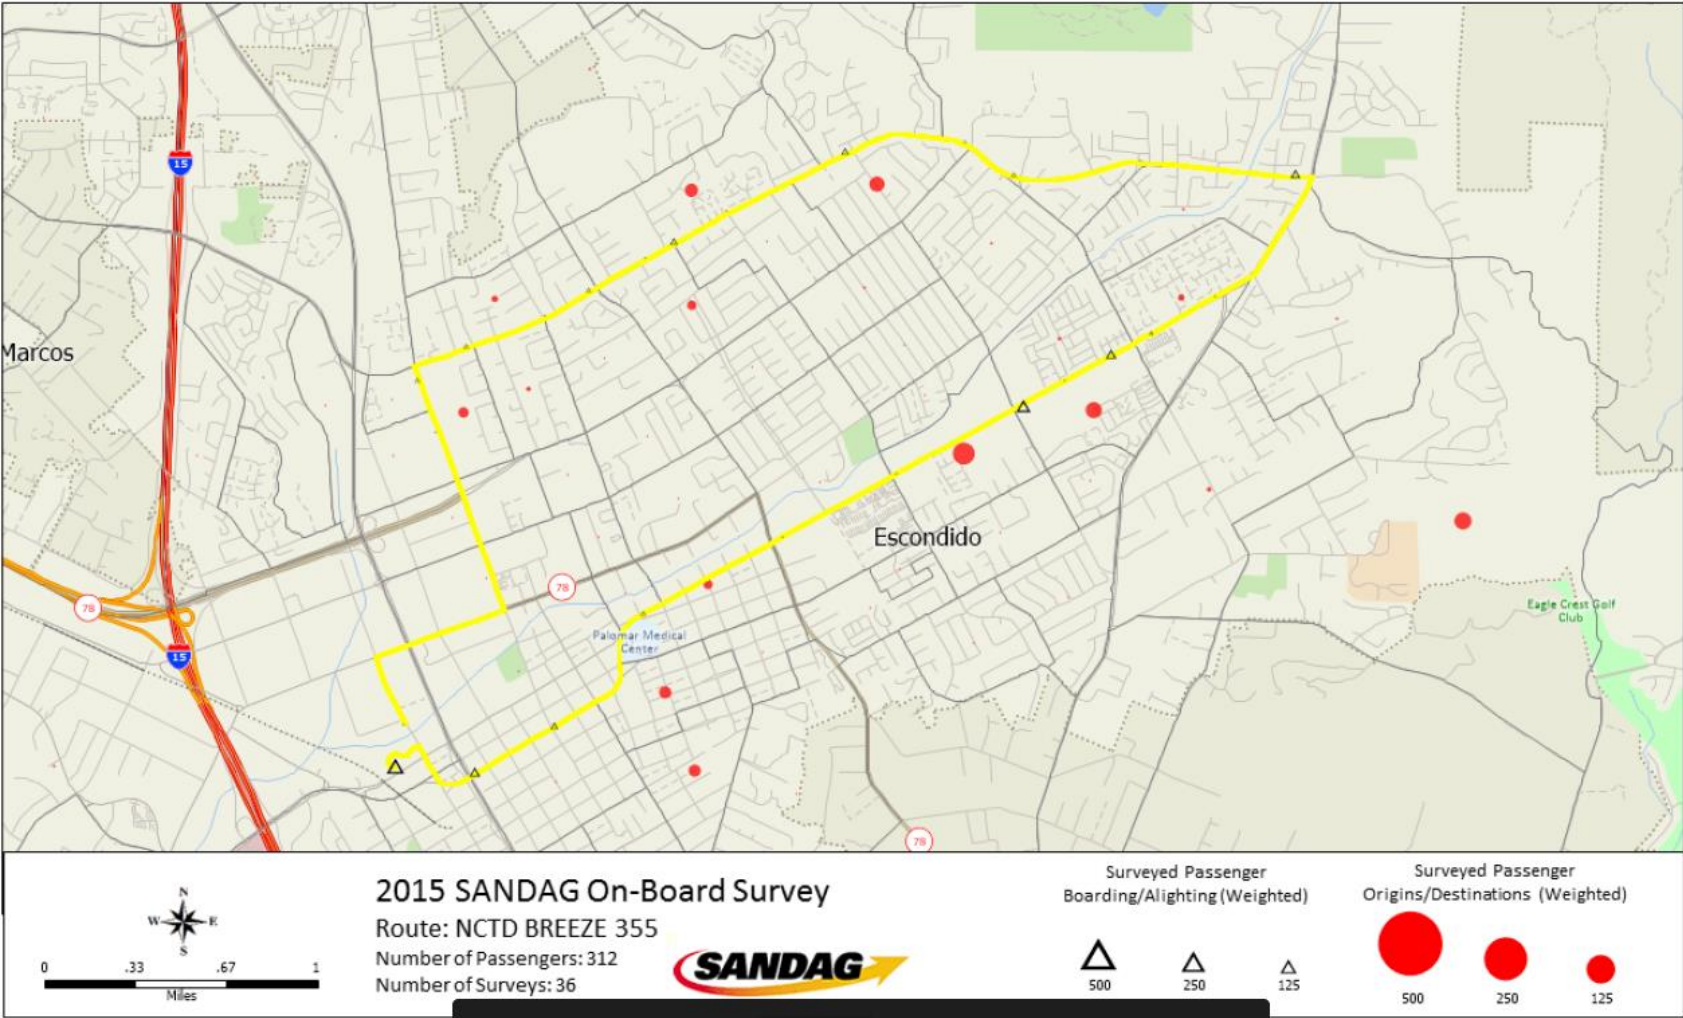 15
Marcos
Escondido
78
78
Palomar Medical
Center
Eagle Crest Golf
Club
15
78
N
W E
S
0 .33 .67 1
Miles
2015 SANDAG On-Board Survey
Route: NCTD BREEZE 355
Number of Passengers: 312
Number of Surveys: 36
SANDAG
Surveyed Passenger
Boarding/Alighting (Weighted)
500 250 125
Surveyed Passenger
Origins/Destinations (Weighted)
500 250 125